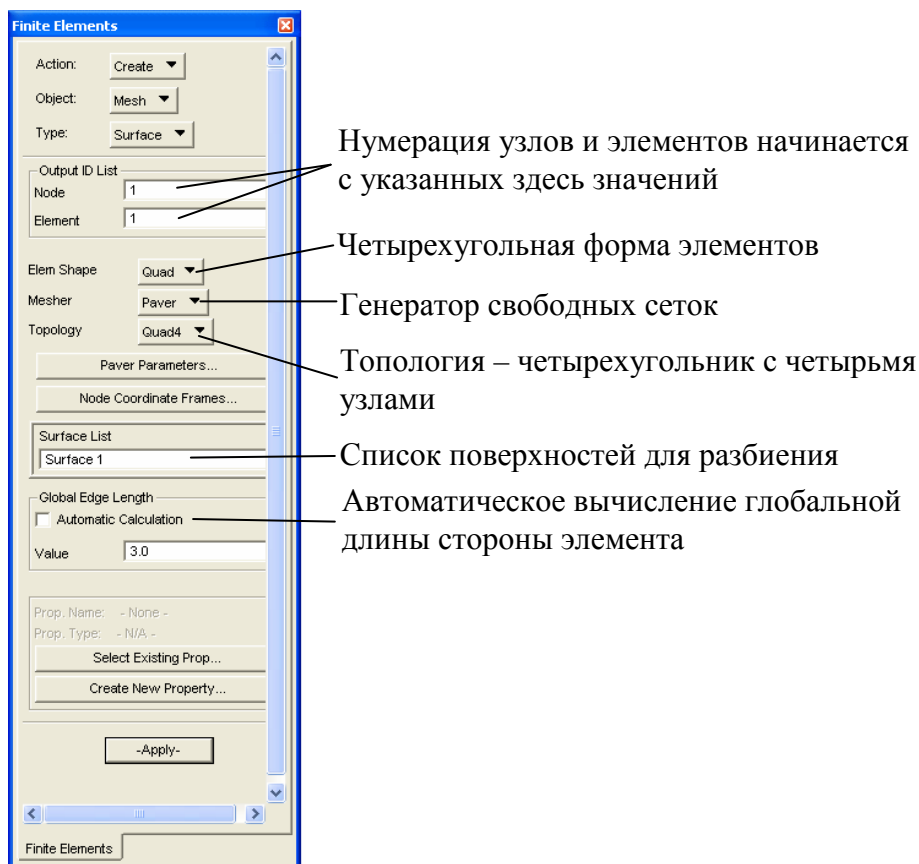 Finite Elements
Action: Create
Object: Mesh
Type: Surface
Output ID List
Node 1
Element 1
Elem Shape Quad
Mesher Paver
Topology Quad4
Paver Parameters...
Node Coordinate Frames...
Surface List
Surface 1
Global Edge Length
Automatic Calculation
Value 3.0
Prop. Name: - None -
Prop. Type: - N/A -
Select Existing Prop...
Create New Property...
-Apply-
Finite Elements
Нумерация узлов и элементов начинается
с указанных здесь значений
Четырехугольная форма элементов
Генератор свободных сеток
Топология – четырехугольник с четырьмя
узлами
Список поверхностей для разбиения
Автоматическое вычисление глобальной
длины стороны элемента